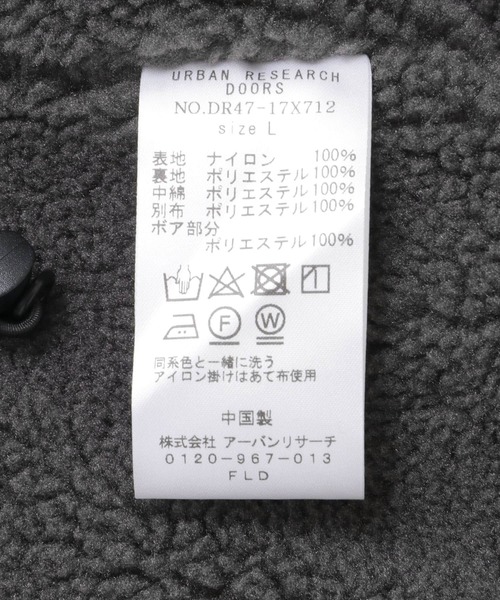 URBAN RESEARCH
DOORS
NO.DR47-17X712
size L
表地 ナイロン 100%
裏地 ポリエステル 100%
中綿 ポリエステル 100%
別布 ポリエステル 100%
ボア部分
ポリエステル 100%
F W
同系色と一緒に洗う
アイロン掛けはあて布使用
中国製
株式会社 アーバンリサーチ
0120-967-013
FLD